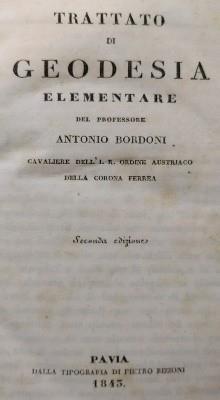 TRATTATO
DI
GEODESIA
ELEMENTARE
DEL PROFESSORE
ANTONIO BORDONI
CAVALIERE DELL' I. R. ORDINE AUSTRIACO
DELLA CORONA FERREA
Seconda edizione
PAVIA
DALLA TIPOGRAFIA DI PIETRO BIZZONI
1843.